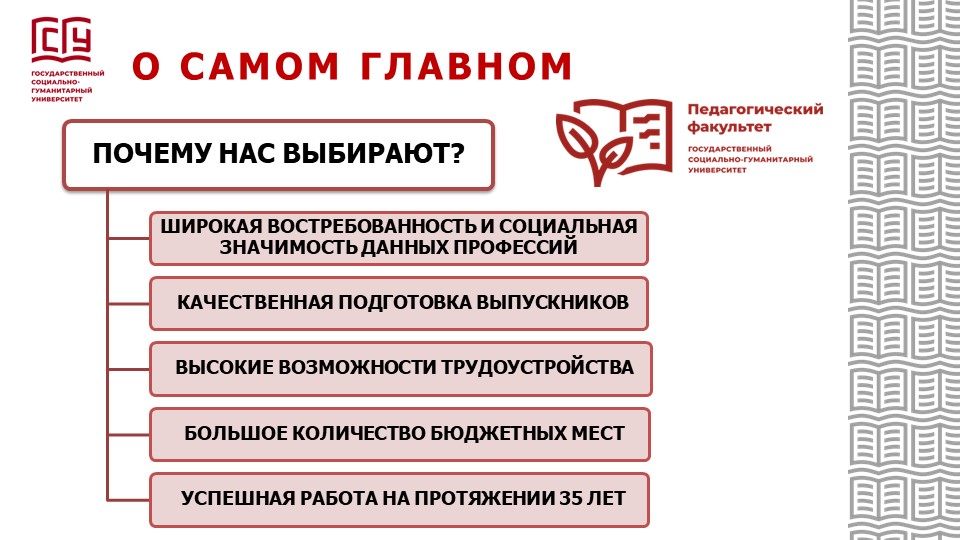 ГСГУ
ГОСУДАРСТВЕННЫЙ
СОЦИАЛЬНО-
ГУМАНИТАРНЫЙ
УНИВЕРСИТЕТ
О САМОМ ГЛАВНОМ
Педагогический
факультет
ГОСУДАРСТВЕННЫЙ
СОЦИАЛЬНО-ГУМАНИТАРНЫЙ
УНИВЕРСИТЕТ
ПОЧЕМУ НАС ВЫБИРАЮТ?
ШИРОКАЯ ВОСТРЕБОВАННОСТЬ И СОЦИАЛЬНАЯ
ЗНАЧИМОСТЬ ДАННЫХ ПРОФЕССИЙ
КАЧЕСТВЕННАЯ ПОДГОТОВКА ВЫПУСКНИКОВ
ВЫСОКИЕ ВОЗМОЖНОСТИ ТРУДОУСТРОЙСТВА
БОЛЬШОЕ КОЛИЧЕСТВО БЮДЖЕТНЫХ МЕСТ
УСПЕШНАЯ РАБОТА НА ПРОТЯЖЕНИИ 35 ЛЕТ